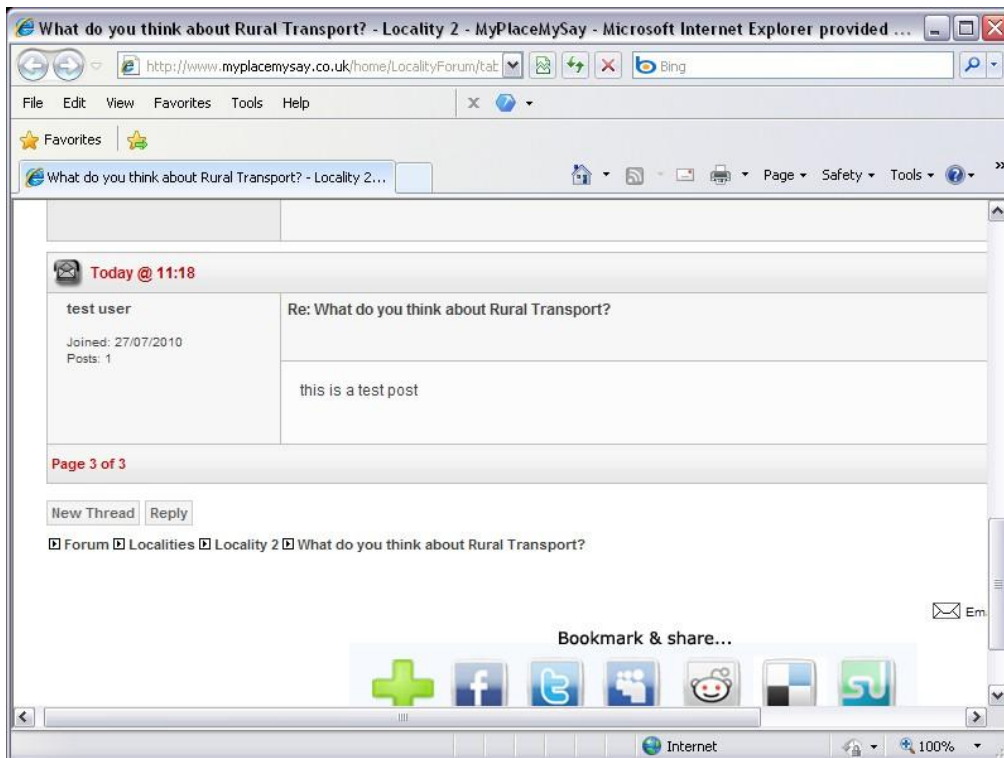 What do you think about Rural Transport? - Locality 2 - MyPlaceMySay - Microsoft Internet Explorer provided ...
http://www.myplacemysay.co.uk/home/LocalityForum/tab
Bing
File Edit View Favorites Tools Help
X
Favorites
What do you think about Rural Transport? - Locality 2...
Page Safety Tools
Today @ 11:18
test user
Re: What do you think about Rural Transport?
Joined: 27/07/2010
Posts: 1
this is a test post
Page 3 of 3
New Thread Reply
Forum Localities Locality 2 What do you think about Rural Transport?
Em
Bookmark & share...
Internet 100%